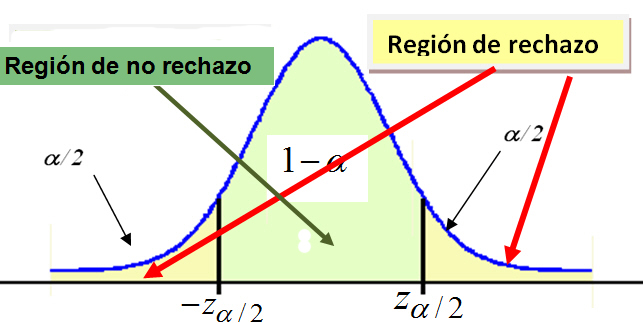 Región de no rechazo
Región de rechazo
α/2
α/2
1−α
−zα/2
zα/2